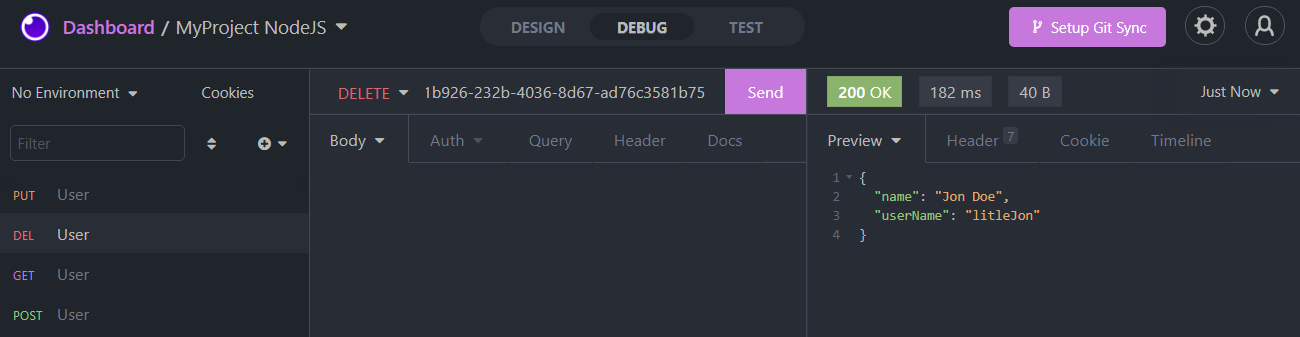 Dashboard / MyProject NodeJS
DESIGN DEBUG TEST
Setup Git Sync
No Environment Cookies
DELETE 1b926-232b-4036-8d67-ad76c3581b75 Send
200 OK 182 ms 40 B Just Now
Filter
Body Auth Query Header Docs
Preview Header 7 Cookie Timeline
PUT User
DEL User
GET User
POST User
1 {
2 "name": "Jon Doe",
3 "userName": "litleJon"
4 }